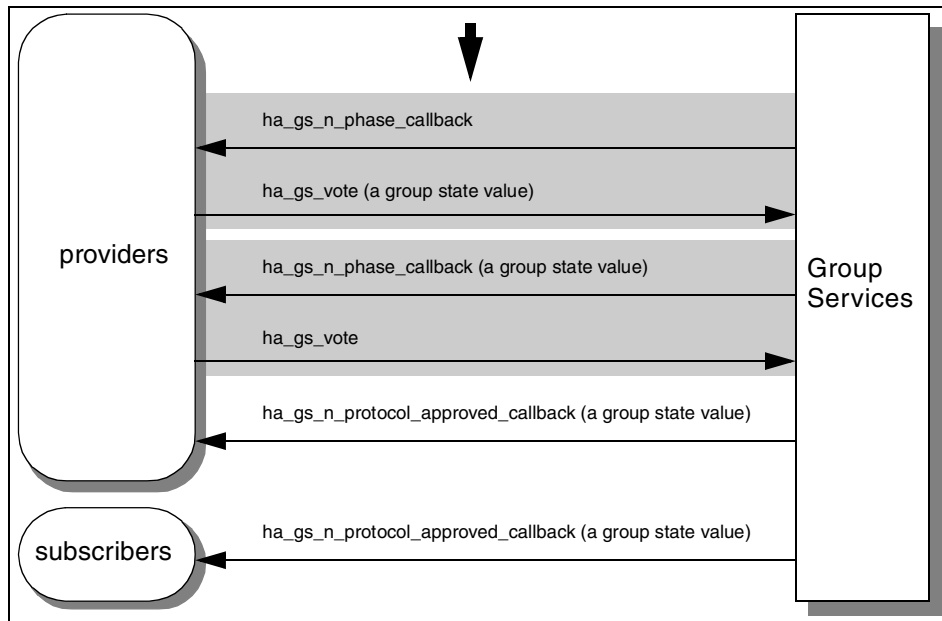 ha_gs_n_phase_callback
ha_gs_vote (a group state value)
providers
ha_gs_n_phase_callback (a group state value)
Group
Services
ha_gs_vote
ha_gs_n_protocol_approved_callback (a group state value)
ha_gs_n_protocol_approved_callback (a group state value)
subscribers